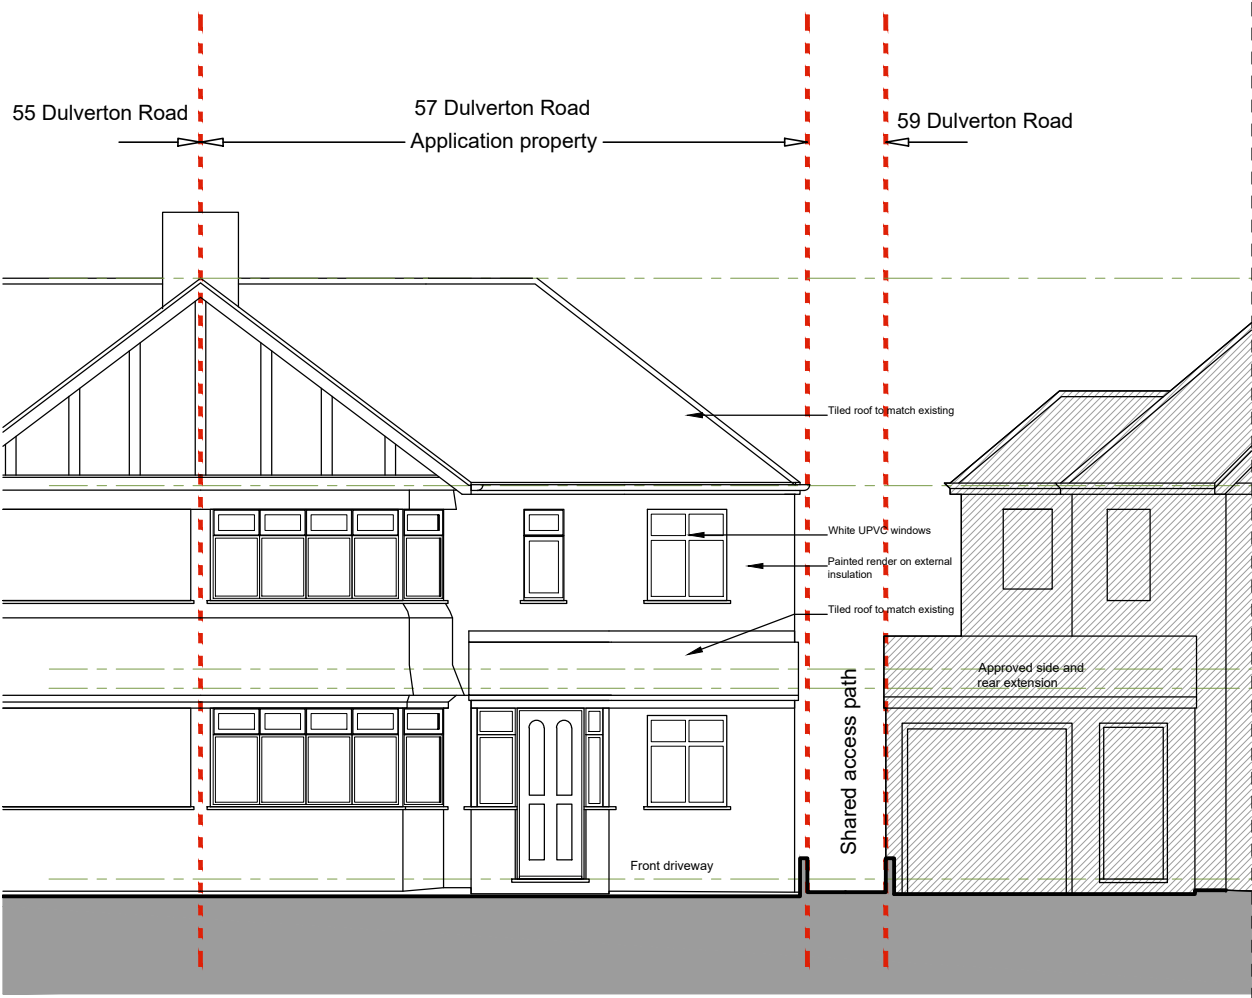 55 Dulverton Road
57 Dulverton Road
Application property
59 Dulverton Road
Tiled roof to match existing
White UPVC windows
Painted render on external
insulation
Tiled roof to match existing
Approved side and
rear extension
Shared access path
Front driveway